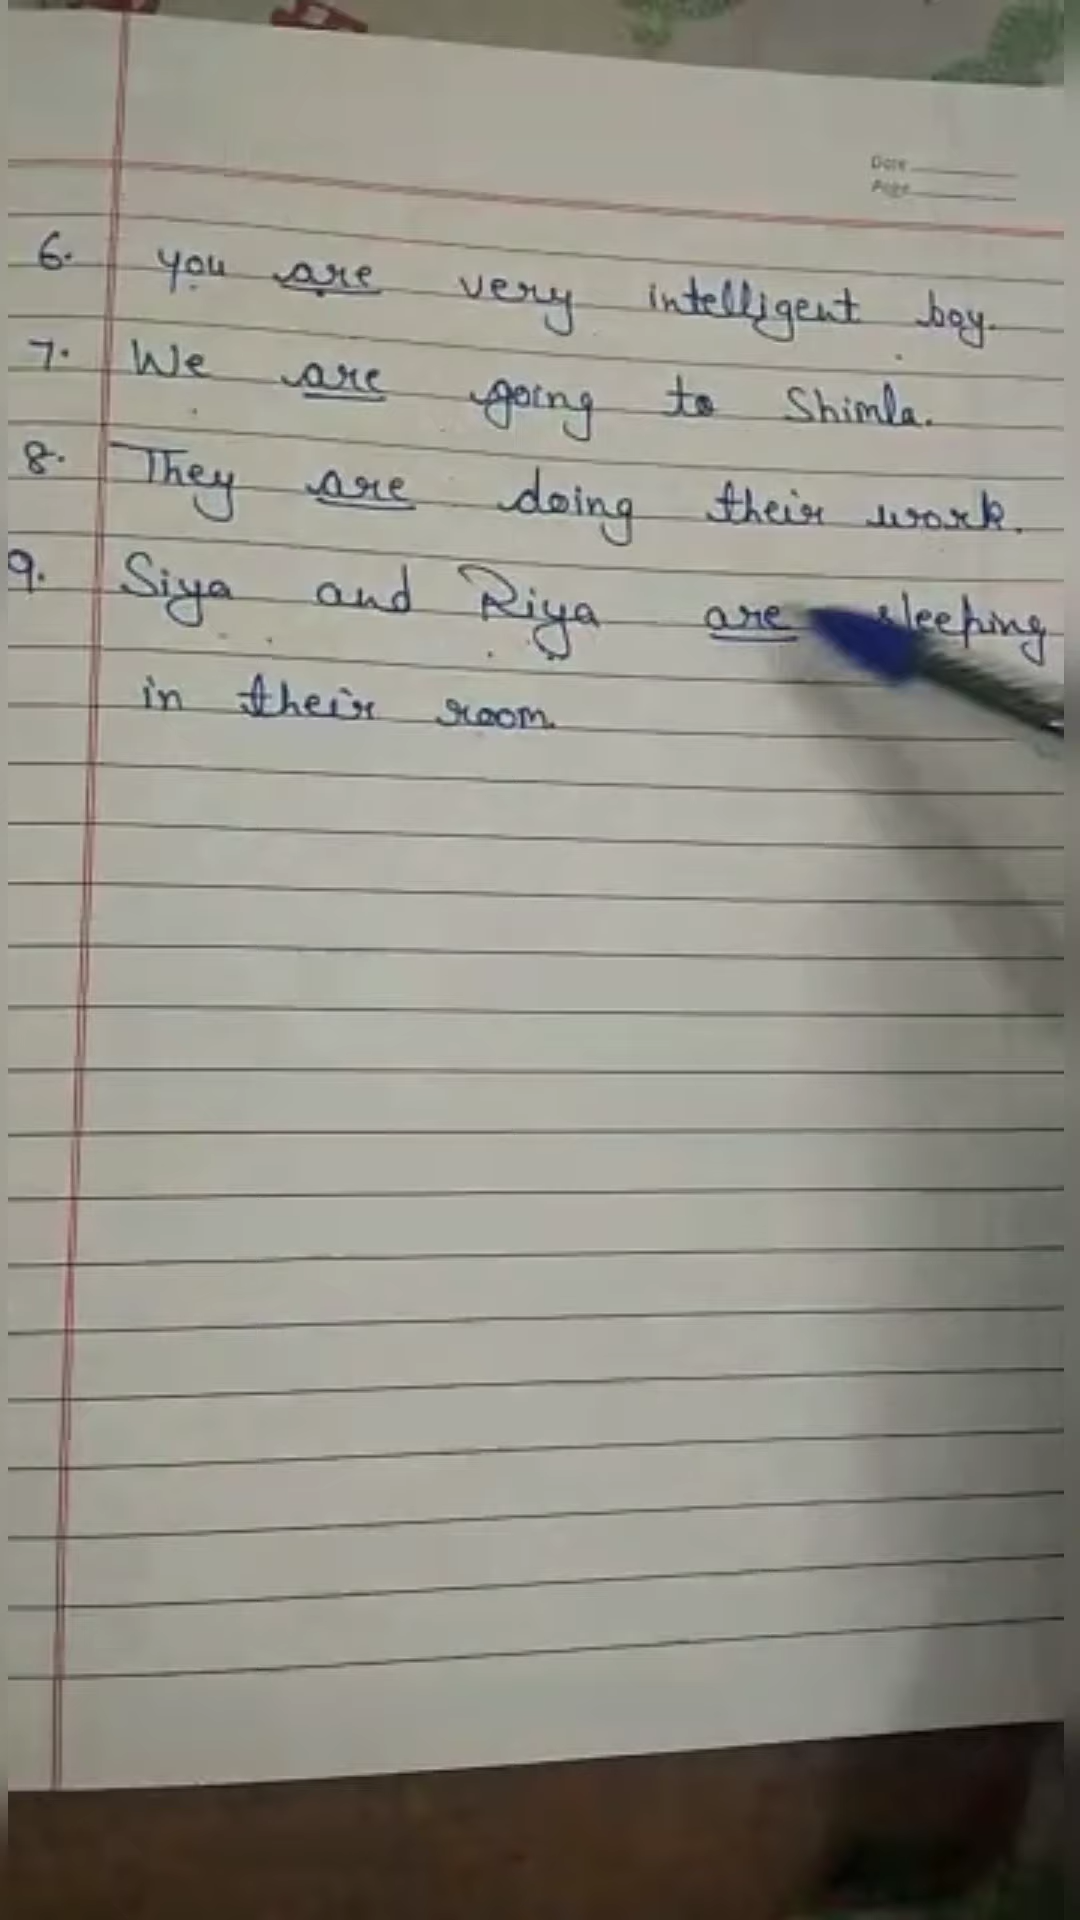 Date
Page
6. you are very intelligent boy.
7. We are going to Shimla.
8. They are doing their work.
9. Siya and Riya are sleeping
in their room.